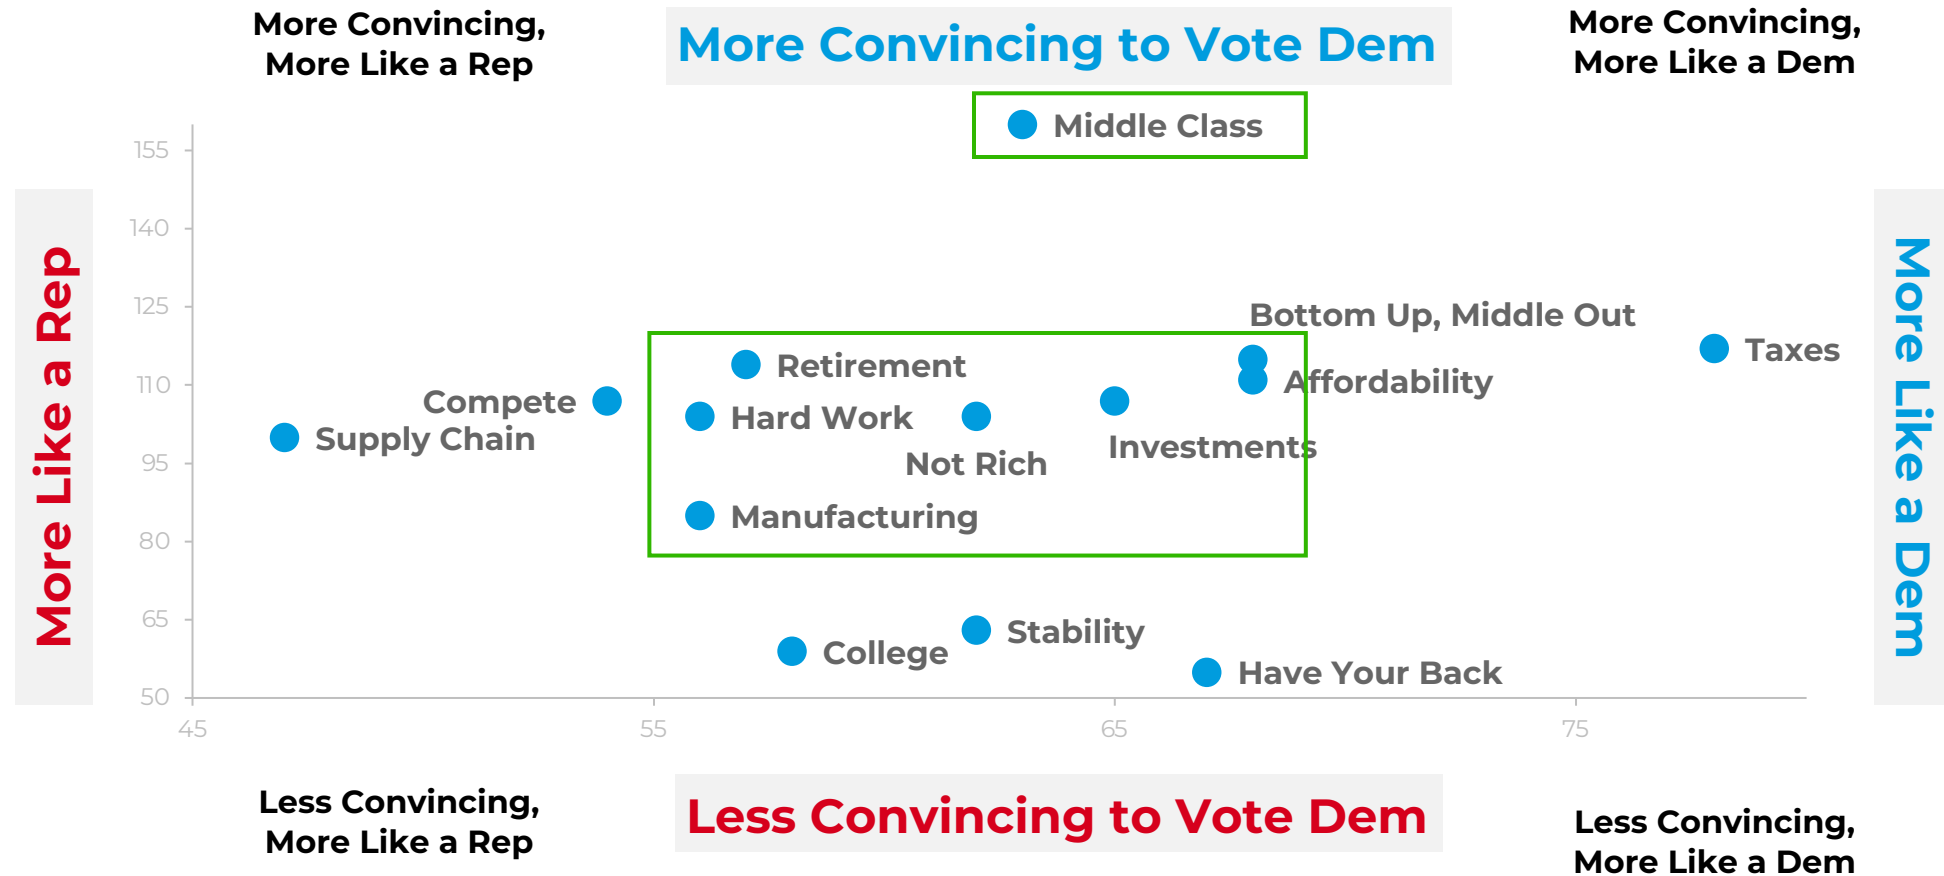 More Convincing,
More Like a Rep
More Convincing to Vote Dem
More Convincing,
More Like a Dem
Middle Class
155
140
125
110
95
80
65
50
More Like a Rep
More Like a Dem
Bottom Up, Middle Out
Taxes
Retirement
Affordability
Compete
Hard Work
Supply Chain
Investments
Not Rich
Manufacturing
Stability
College
Have Your Back
45
55
65
75
Less Convincing,
More Like a Rep
Less Convincing to Vote Dem
Less Convincing,
More Like a Dem